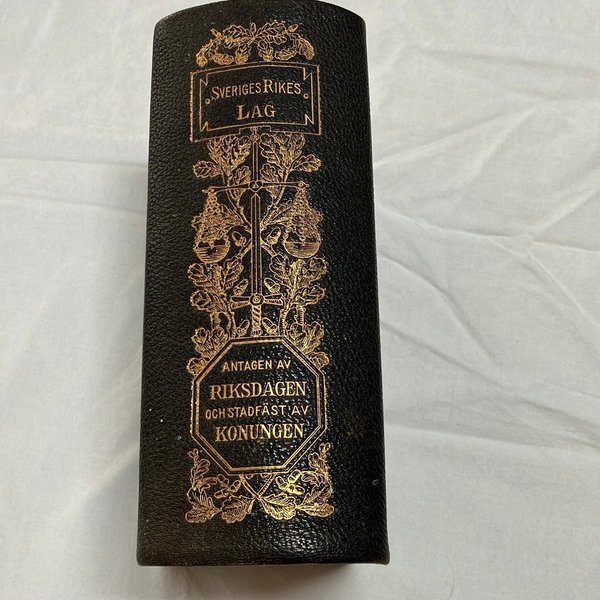 SVERIGES RIKES
LAG
ANTAGEN AV
RIKSDAGEN
OCH STADFÄST AV
KONUNGEN